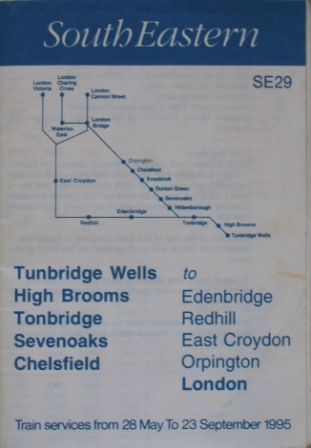 SouthEastern
SE29
London
Victoria
London
Charing
Cross
London
Cannon Street
Waterloo
East
London
Bridge
Orpington
Chelsfield
Knockholt
Dunton Green
Sevenoaks
Hildenborough
East Croydon
Redhill
Edenbridge
Tonbridge
High Brooms
Tunbridge Wells
Tunbridge Wells to
High Brooms Edenbridge
Tonbridge Redhill
Sevenoaks East Croydon
Chelsfield Orpington
London
Train services from 28 May To 23 September 1995